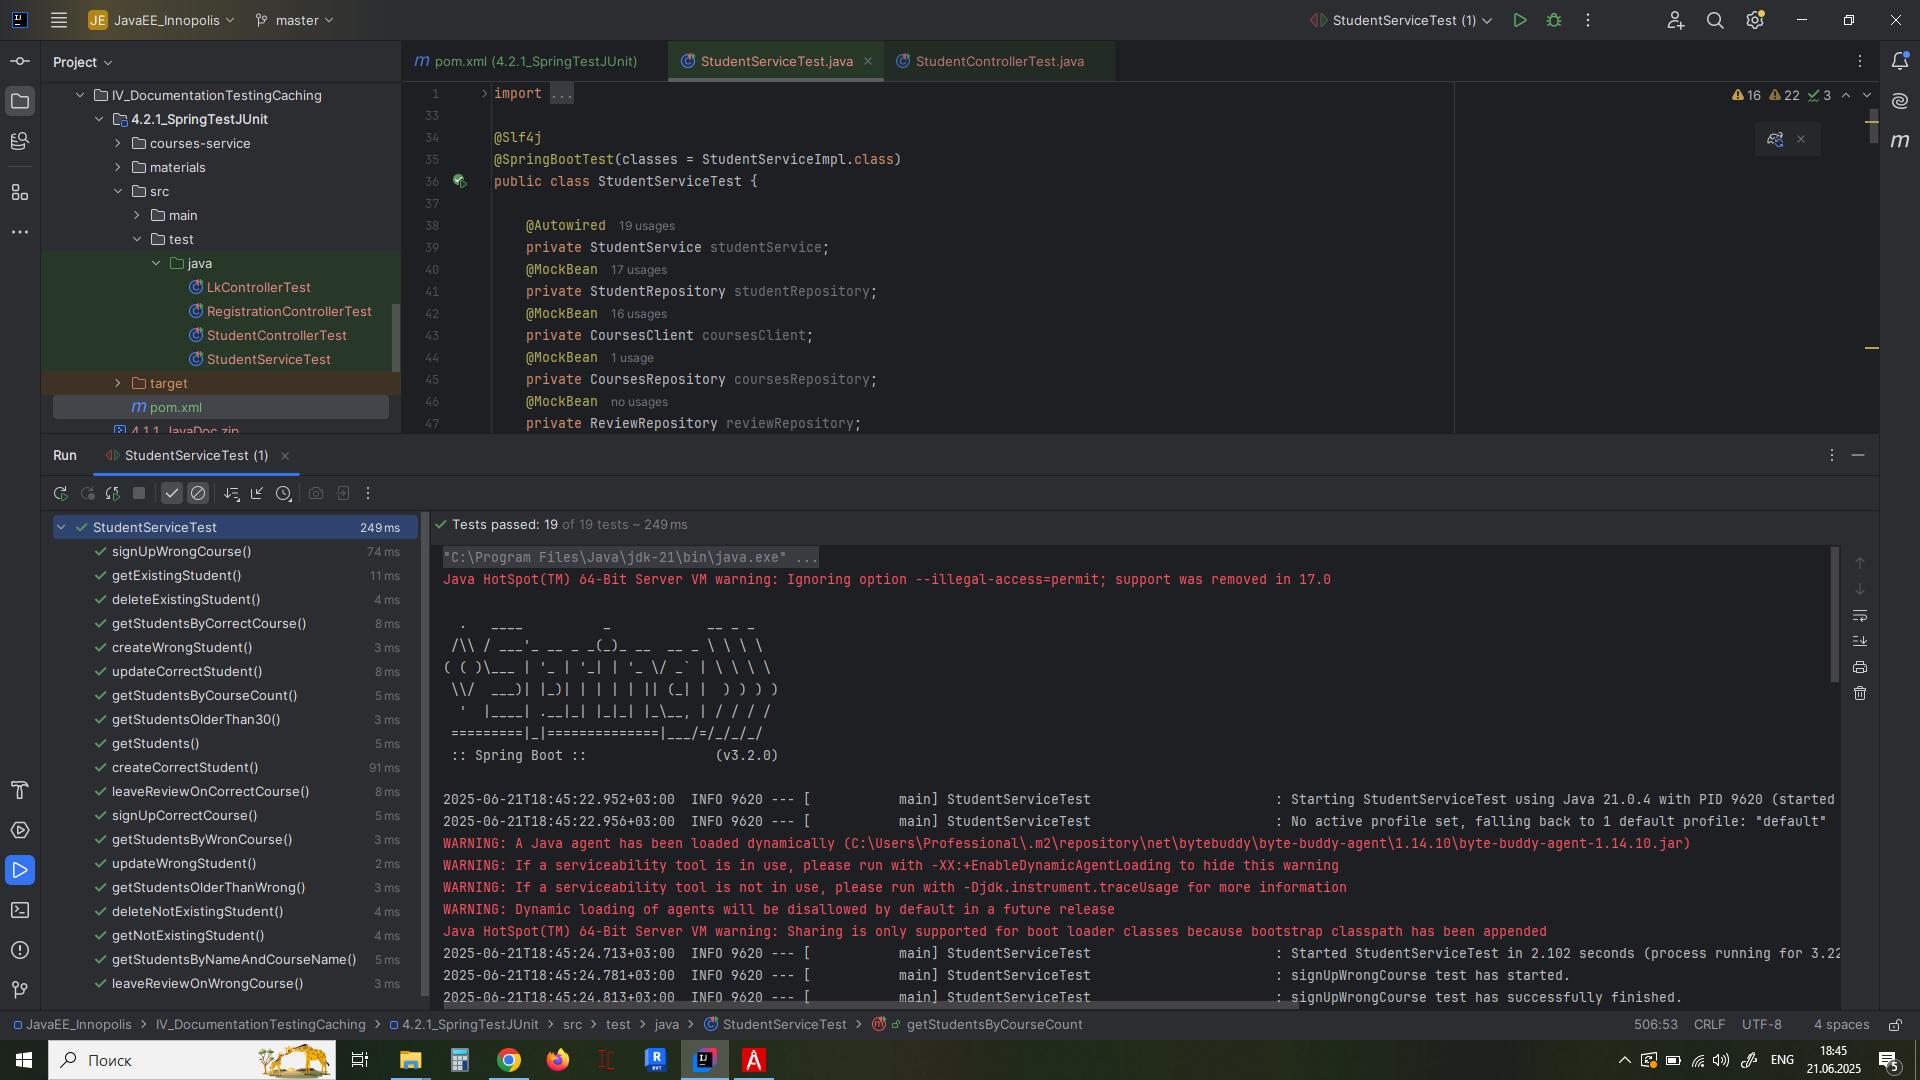 JE JavaEE_Innopolis master StudentServiceTest (1)
Project
m pom.xml (4.2.1_SpringTestJUnit) StudentServiceTest.java StudentControllerTest.java
IV_DocumentationTestingCaching
4.2.1_SpringTestJUnit
courses-service
materials
src
main
test
java
LkControllerTest
RegistrationControllerTest
StudentControllerTest
StudentServiceTest
target
m pom.xml
4.1.1_JavaDoc.zip
16 22 3
1 import ...
33
34 @Slf4j
35 @SpringBootTest(classes = StudentServiceImpl.class)
36 public class StudentServiceTest {
37
38 @Autowired 19 usages
39 private StudentService studentService;
40 @MockBean 17 usages
41 private StudentRepository studentRepository;
42 @MockBean 16 usages
43 private CoursesClient coursesClient;
44 @MockBean 1 usage
45 private CoursesRepository coursesRepository;
46 @MockBean no usages
47 private ReviewRepository reviewRepository;
Run StudentServiceTest (1)
StudentServiceTest 249 ms
signUpWrongCourse() 74 ms
getExistingStudent() 11 ms
deleteExistingStudent() 4 ms
getStudentsByCorrectCourse() 8 ms
createWrongStudent() 3 ms
updateCorrectStudent() 8 ms
getStudentsByCourseCount() 5 ms
getStudentsOlderThan30() 3 ms
getStudents() 5 ms
createCorrectStudent() 91 ms
leaveReviewOnCorrectCourse() 8 ms
signUpCorrectCourse() 5 ms
getStudentsByWronCourse() 3 ms
updateWrongStudent() 2 ms
getStudentsOlderThanWrong() 3 ms
deleteNotExistingStudent() 4 ms
getNotExistingStudent() 4 ms
getStudentsByNameAndCourseName() 5 ms
leaveReviewOnWrongCourse() 3 ms
Tests passed: 19 of 19 tests – 249 ms
"C:\Program Files\Java\jdk-21\bin\java.exe" ...
Java HotSpot(TM) 64-Bit Server VM warning: Ignoring option --illegal-access=permit; support was removed in 17.0
  .   ____          _            __ _ _
 /\\ / ___'_ __ _ _(_)_ __  __ _ \ \ \ \
( ( )\___ | '_ | '_| | '_ \/ _` | \ \ \ \
 \\/  ___)| |_)| | | | | || (_| |  ) ) ) )
  '  |____| .__|_| |_|_| |_\__, | / / / /
 =========|_|==============|___/=/_/_/_/
 :: Spring Boot ::                (v3.2.0)
2025-06-21T18:45:22.952+03:00  INFO 9620 --- [           main] StudentServiceTest                       : Starting StudentServiceTest using Java 21.0.4 with PID 9620 (started
2025-06-21T18:45:22.956+03:00  INFO 9620 --- [           main] StudentServiceTest                       : No active profile set, falling back to 1 default profile: "default"
WARNING: A Java agent has been loaded dynamically (C:\Users\Professional\.m2\repository\net\bytebuddy\byte-buddy-agent\1.14.10\byte-buddy-agent-1.14.10.jar)
WARNING: If a serviceability tool is in use, please run with -XX:+EnableDynamicAgentLoading to hide this warning
WARNING: If a serviceability tool is not in use, please run with -Djdk.instrument.traceUsage for more information
WARNING: Dynamic loading of agents will be disallowed by default in a future release
Java HotSpot(TM) 64-Bit Server VM warning: Sharing is only supported for boot loader classes because bootstrap classpath has been appended
2025-06-21T18:45:24.713+03:00  INFO 9620 --- [           main] StudentServiceTest                       : Started StudentServiceTest in 2.102 seconds (process running for 3.22
2025-06-21T18:45:24.781+03:00  INFO 9620 --- [           main] StudentServiceTest                       : signUpWrongCourse test has started.
2025-06-21T18:45:24.813+03:00  INFO 9620 --- [           main] StudentServiceTest                       : signUpWrongCourse test has successfully finished.
JavaEE_Innopolis > IV_DocumentationTestingCaching > 4.2.1_SpringTestJUnit > src > test > java > StudentServiceTest > getStudentsByCourseCount 506:53 CRLF UTF-8 4 spaces
Поиск
ENG
18:45
21.06.2025
5